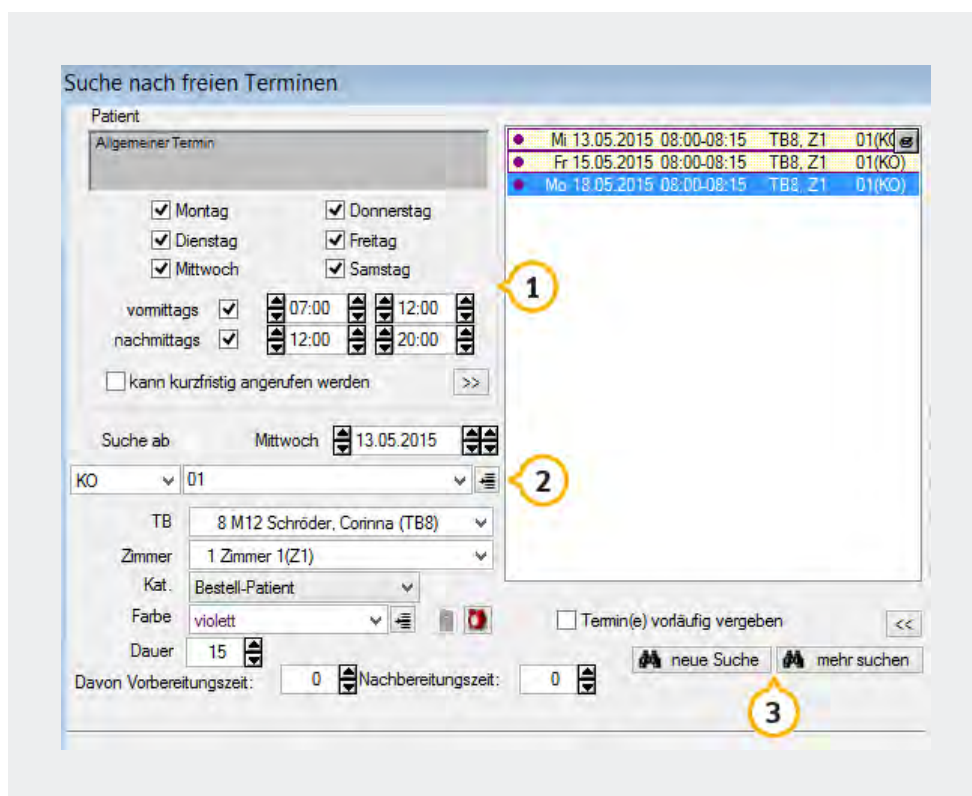 Suche nach freien Terminen
Patient
Allgemeiner Termin
Montag Donnerstag
Dienstag Freitag
Mittwoch Samstag
vormittags 07:00 12:00
nachmittags 12:00 20:00
kann kurzfristig angerufen werden >>
Suche ab Mittwoch 13.05.2015
KO 01
TB 8 M12 Schröder, Corinna (TB8)
Zimmer 1 Zimmer 1(Z1)
Kat. Bestell-Patient
Farbe violett
Dauer 15
Davon Vorbereitungszeit: 0 Nachbereitungszeit: 0
Mi 13.05.2015 08:00-08:15 TB8, Z1 01(KO
Fr 15.05.2015 08:00-08:15 TB8, Z1 01(KO)
Mo 18.05.2015 08:00-08:15 TB8, Z1 01(KO)
1
2
Termin(e) vorläufig vergeben <<
neue Suche mehr suchen
3